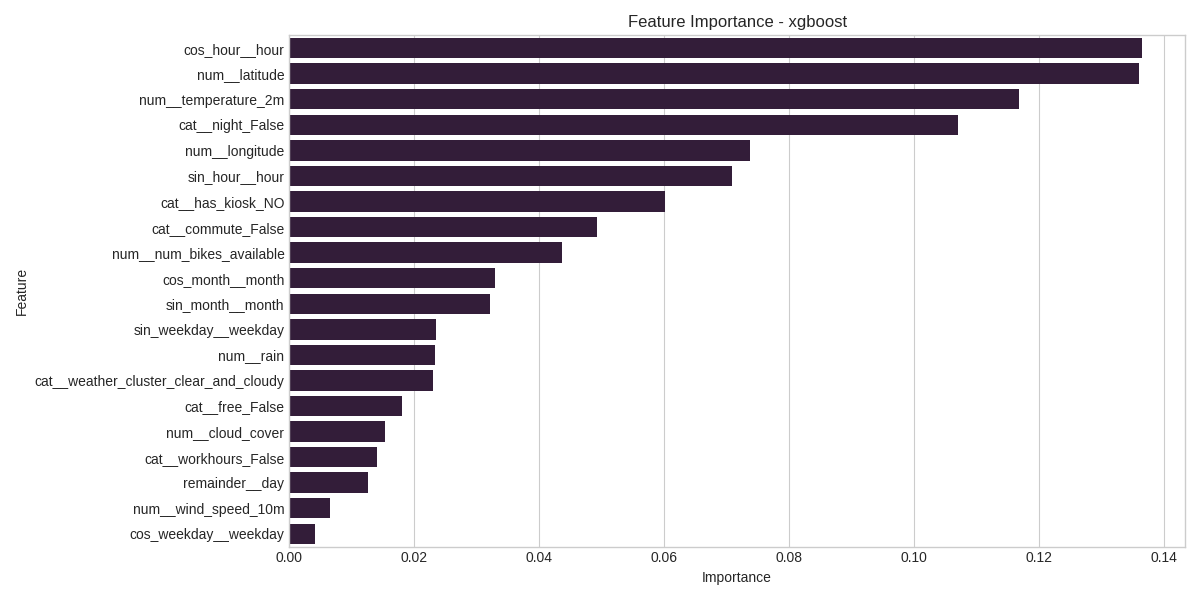 Feature Importance - xgboost
cos_hour__hour
num__latitude
num__temperature_2m
cat__night_False
num__longitude
sin_hour__hour
cat__has_kiosk_NO
cat__commute_False
num__num_bikes_available
cos_month__month
sin_month__month
sin_weekday__weekday
num__rain
cat__weather_cluster_clear_and_cloudy
cat__free_False
num__cloud_cover
cat__workhours_False
remainder__day
num__wind_speed_10m
cos_weekday__weekday
Feature
0.00 0.02 0.04 0.06 0.08 0.10 0.12 0.14
Importance